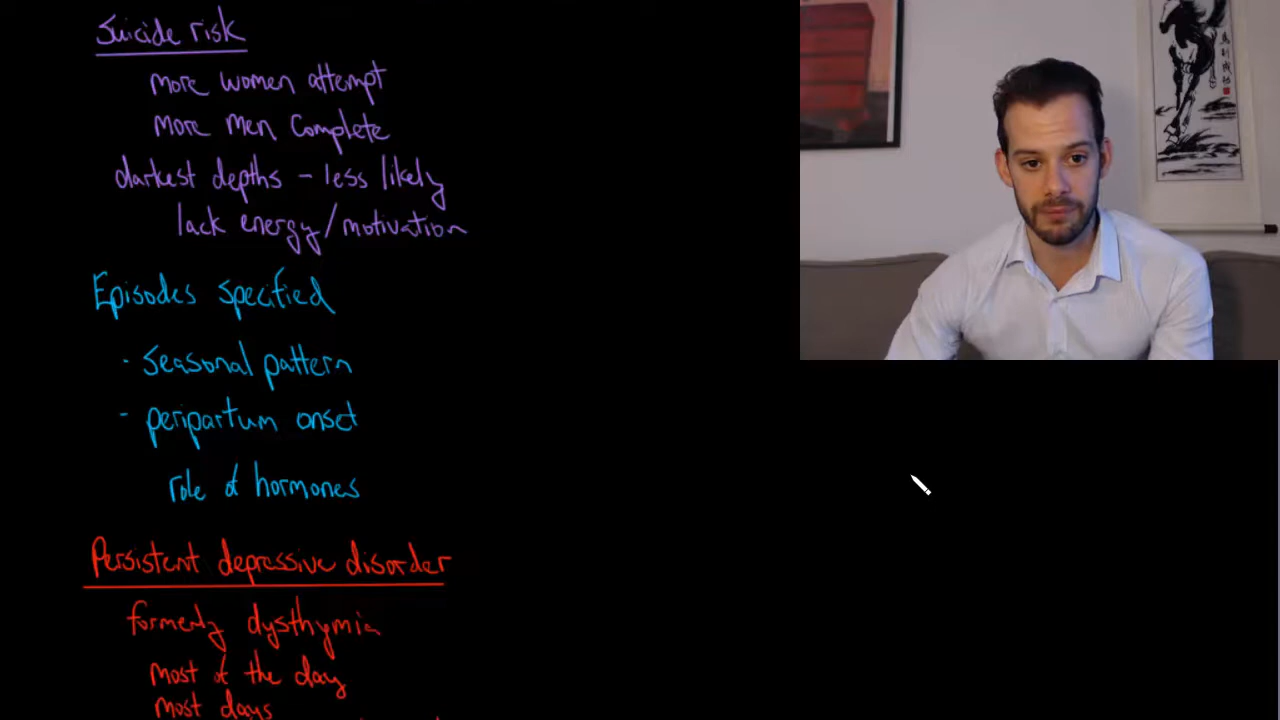 Suicide risk
more women attempt
More Men Complete
darkest depths - less likely
lack energy/motivation
Episodes specified
· seasonal pattern
- peripartum onset
role of hormones
Persistent depressive disorder
formerly dysthymia
most of the day
most days